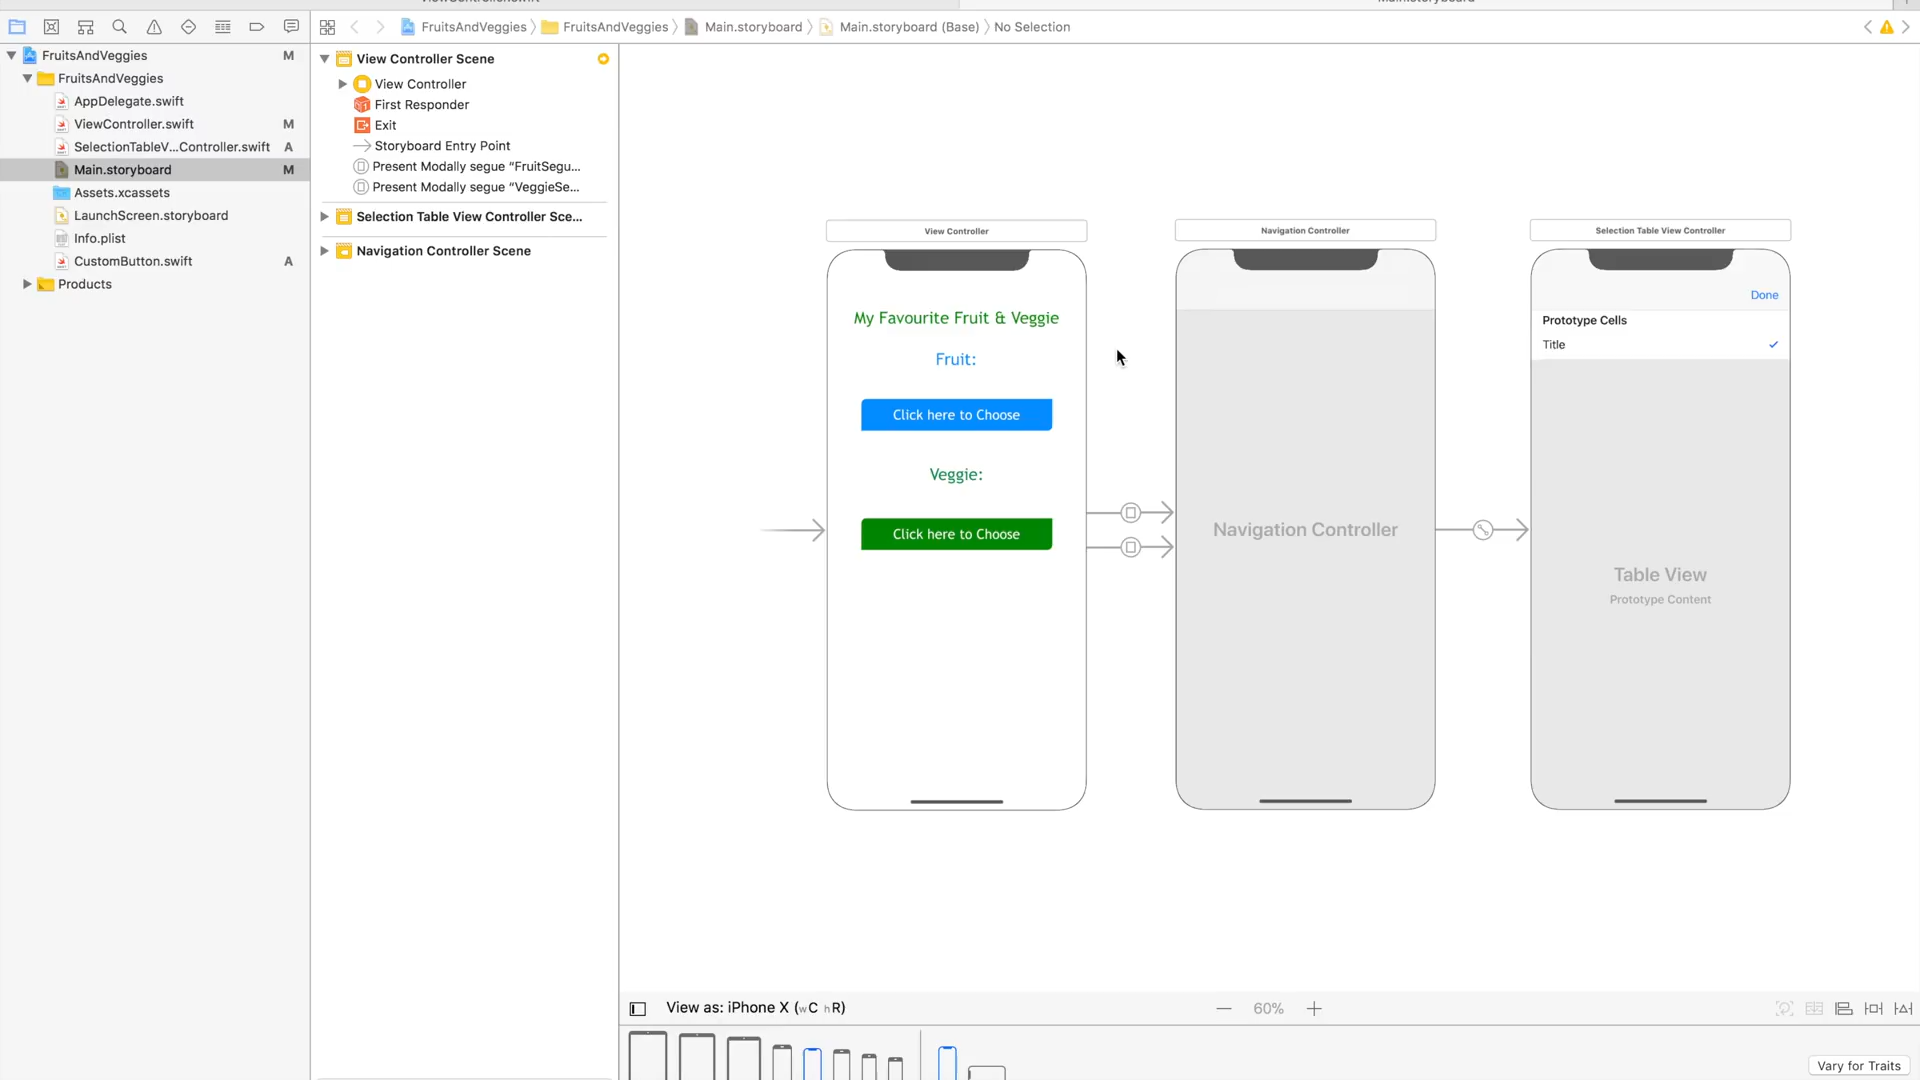 FruitsAndVeggies
FruitsAndVeggies
Main.storyboard
Main.storyboard (Base)
No Selection
FruitsAndVeggies M
FruitsAndVeggies
AppDelegate.swift
ViewController.swift M
SelectionTableV...Controller.swift A
Main.storyboard M
Assets.xcassets
LaunchScreen.storyboard
Info.plist
CustomButton.swift A
Products
View Controller Scene
View Controller
First Responder
Exit
Storyboard Entry Point
Present Modally segue “FruitSegu...
Present Modally segue “VeggieSe...
Selection Table View Controller Sce...
Navigation Controller Scene
View Controller
My Favourite Fruit & Veggie
Fruit:
Click here to Choose
Veggie:
Click here to Choose
Navigation Controller
Navigation Controller
Selection Table View Controller
Done
Prototype Cells
Title
Table View
Prototype Content
View as: iPhone X (wC hR)
60%
Vary for Traits